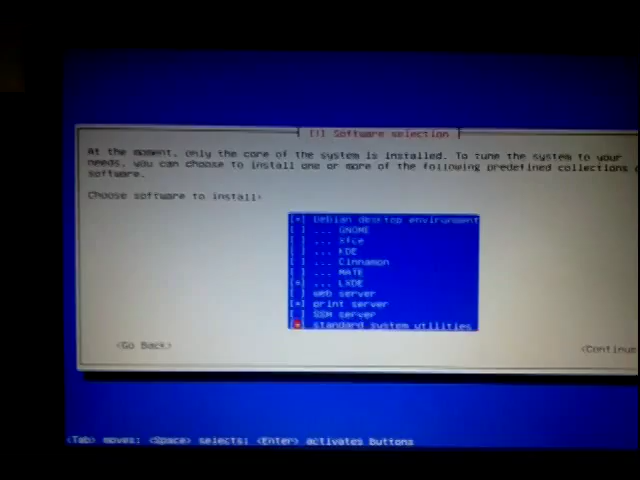 [!] Software selection
At the moment, only the core of the system is installed. To tune the system to your
needs, you can choose to install one or more of the following predefined collections
software.
Choose software to install:
[*] Debian desktop environment
[ ] ... GNOME
[ ] ... Xfce
[ ] ... KDE
[ ] ... Cinnamon
[ ] ... MATE
[*] ... LXDE
[ ] web server
[*] print server
[ ] SSH server
[*] standard system utilities
<Go Back>
<Continue
<Tab> moves; <Space> selects; <Enter> activates buttons